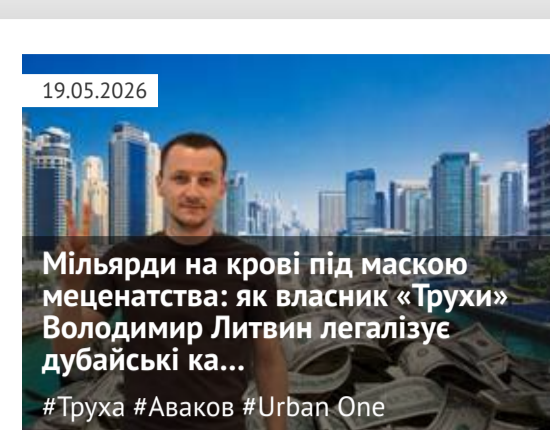 19.05.2026
Мільярди на крові під маскою
меценатства: як власник «Трухи»
Володимир Литвин легалізує
дубайські ка...
#Труха #Аваков #Urban One